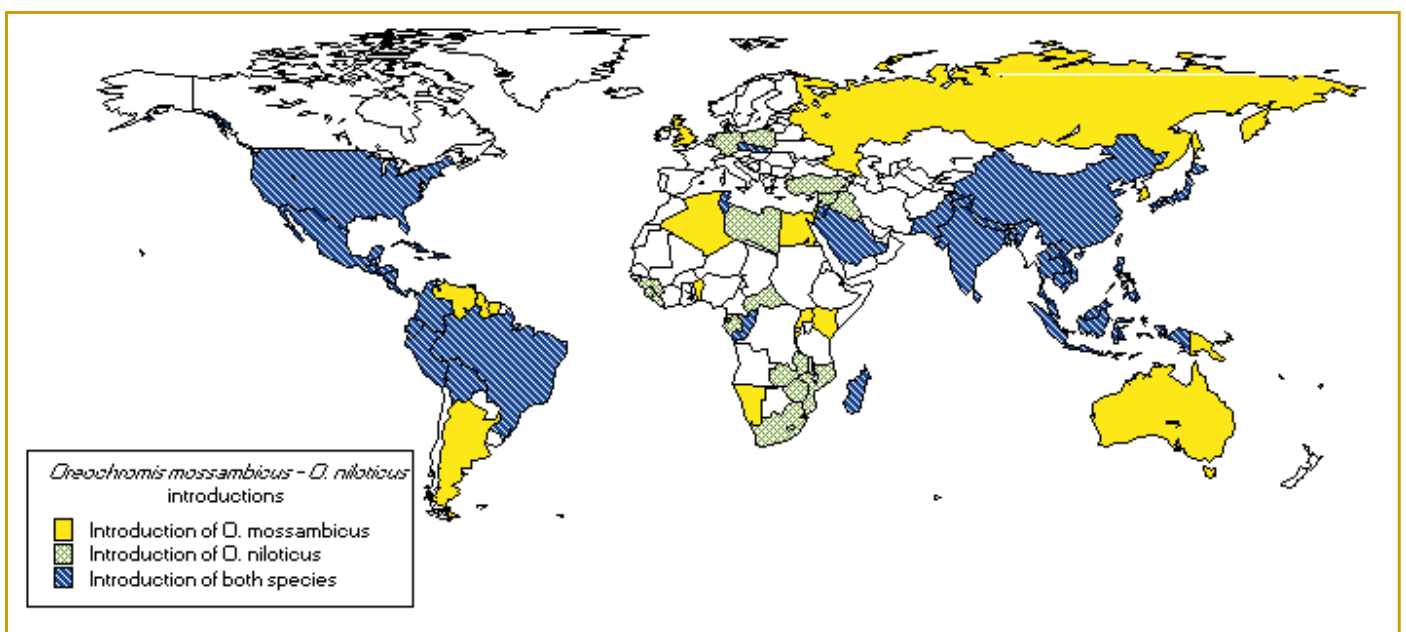 Oreochromis mossambicus - O. niloticus
introductions
Introduction of O. mossambicus
Introduction of O. niloticus
Introduction of both species